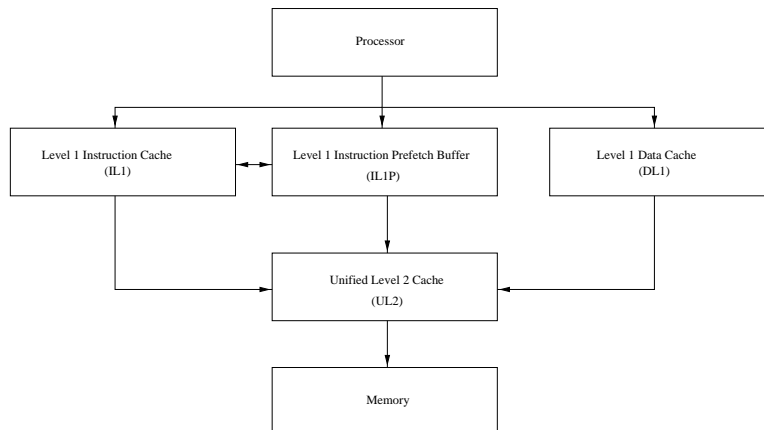 Processor
Level 1 Instruction Cache
(IL1)
Level 1 Instruction Prefetch Buffer
(IL1P)
Level 1 Data Cache
(DL1)
Unified Level 2 Cache
(UL2)
Memory